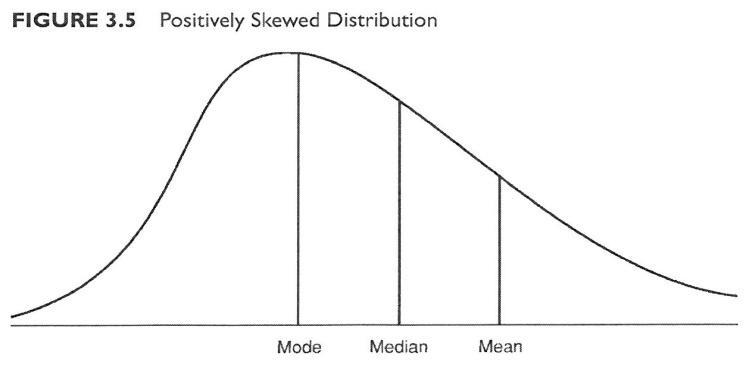 FIGURE 3.5 Positively Skewed Distribution
Mode Median Mean